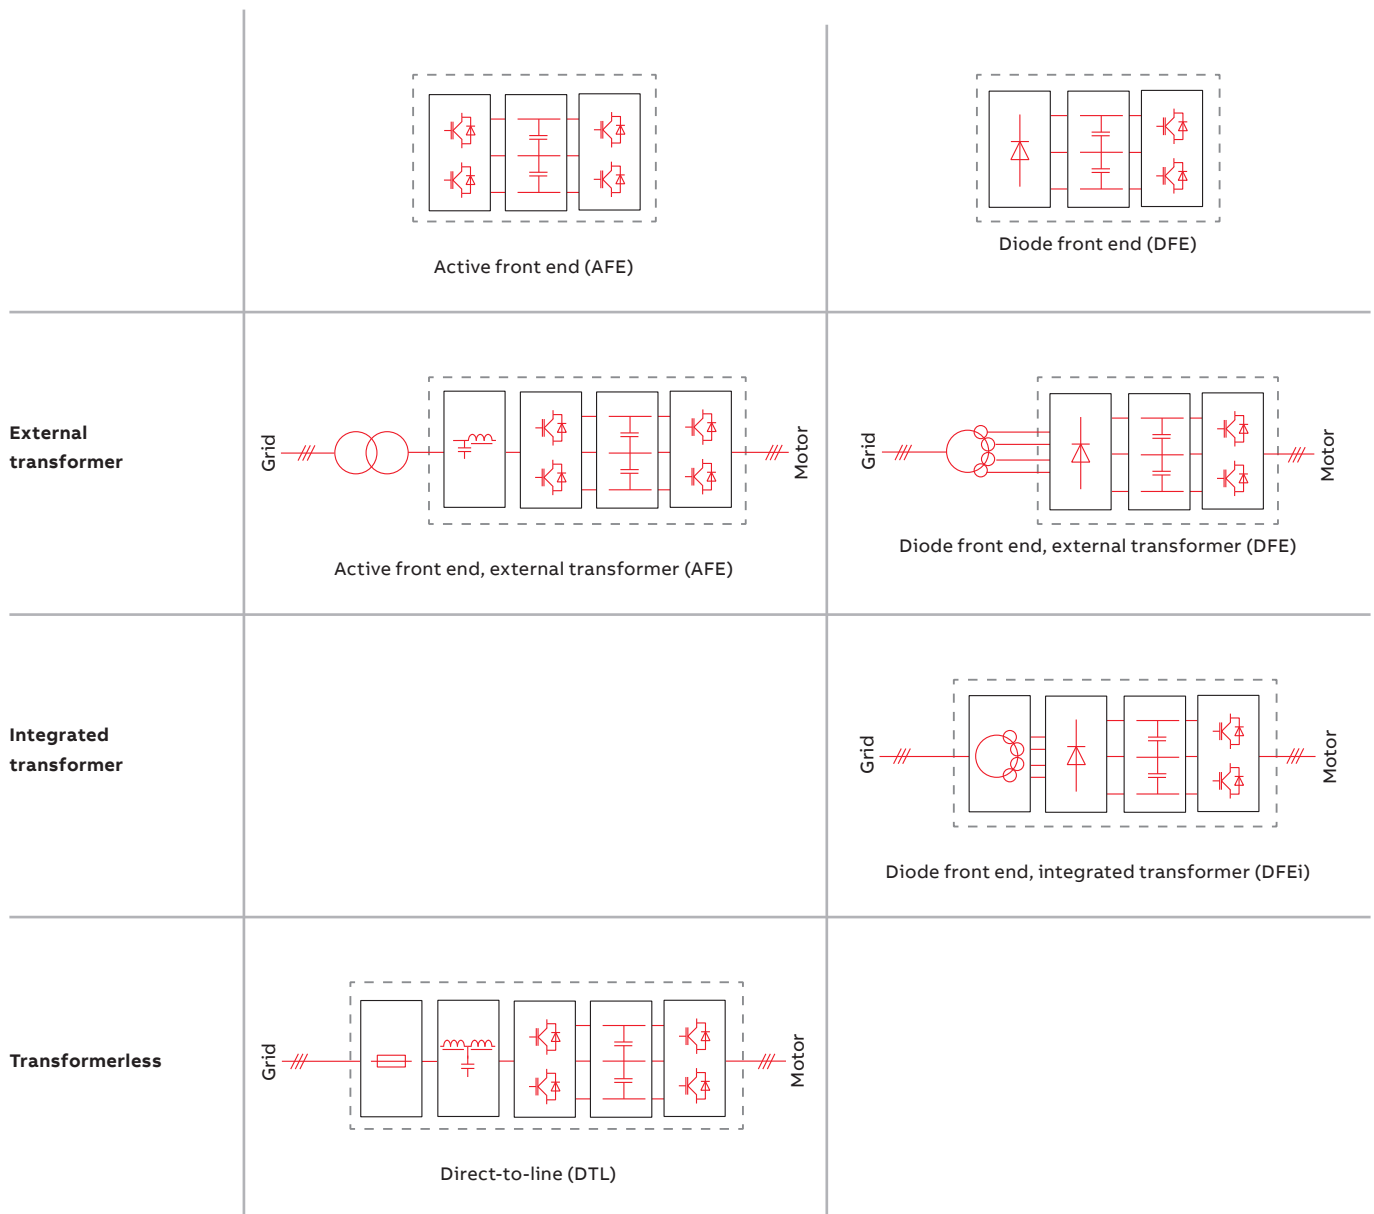 Active front end (AFE)
Diode front end (DFE)
External
transformer
Grid
Motor
Active front end, external transformer (AFE)
Grid
Motor
Diode front end, external transformer (DFE)
Integrated
transformer
Grid
Motor
Diode front end, integrated transformer (DFEi)
Transformerless
Grid
Motor
Direct-to-line (DTL)